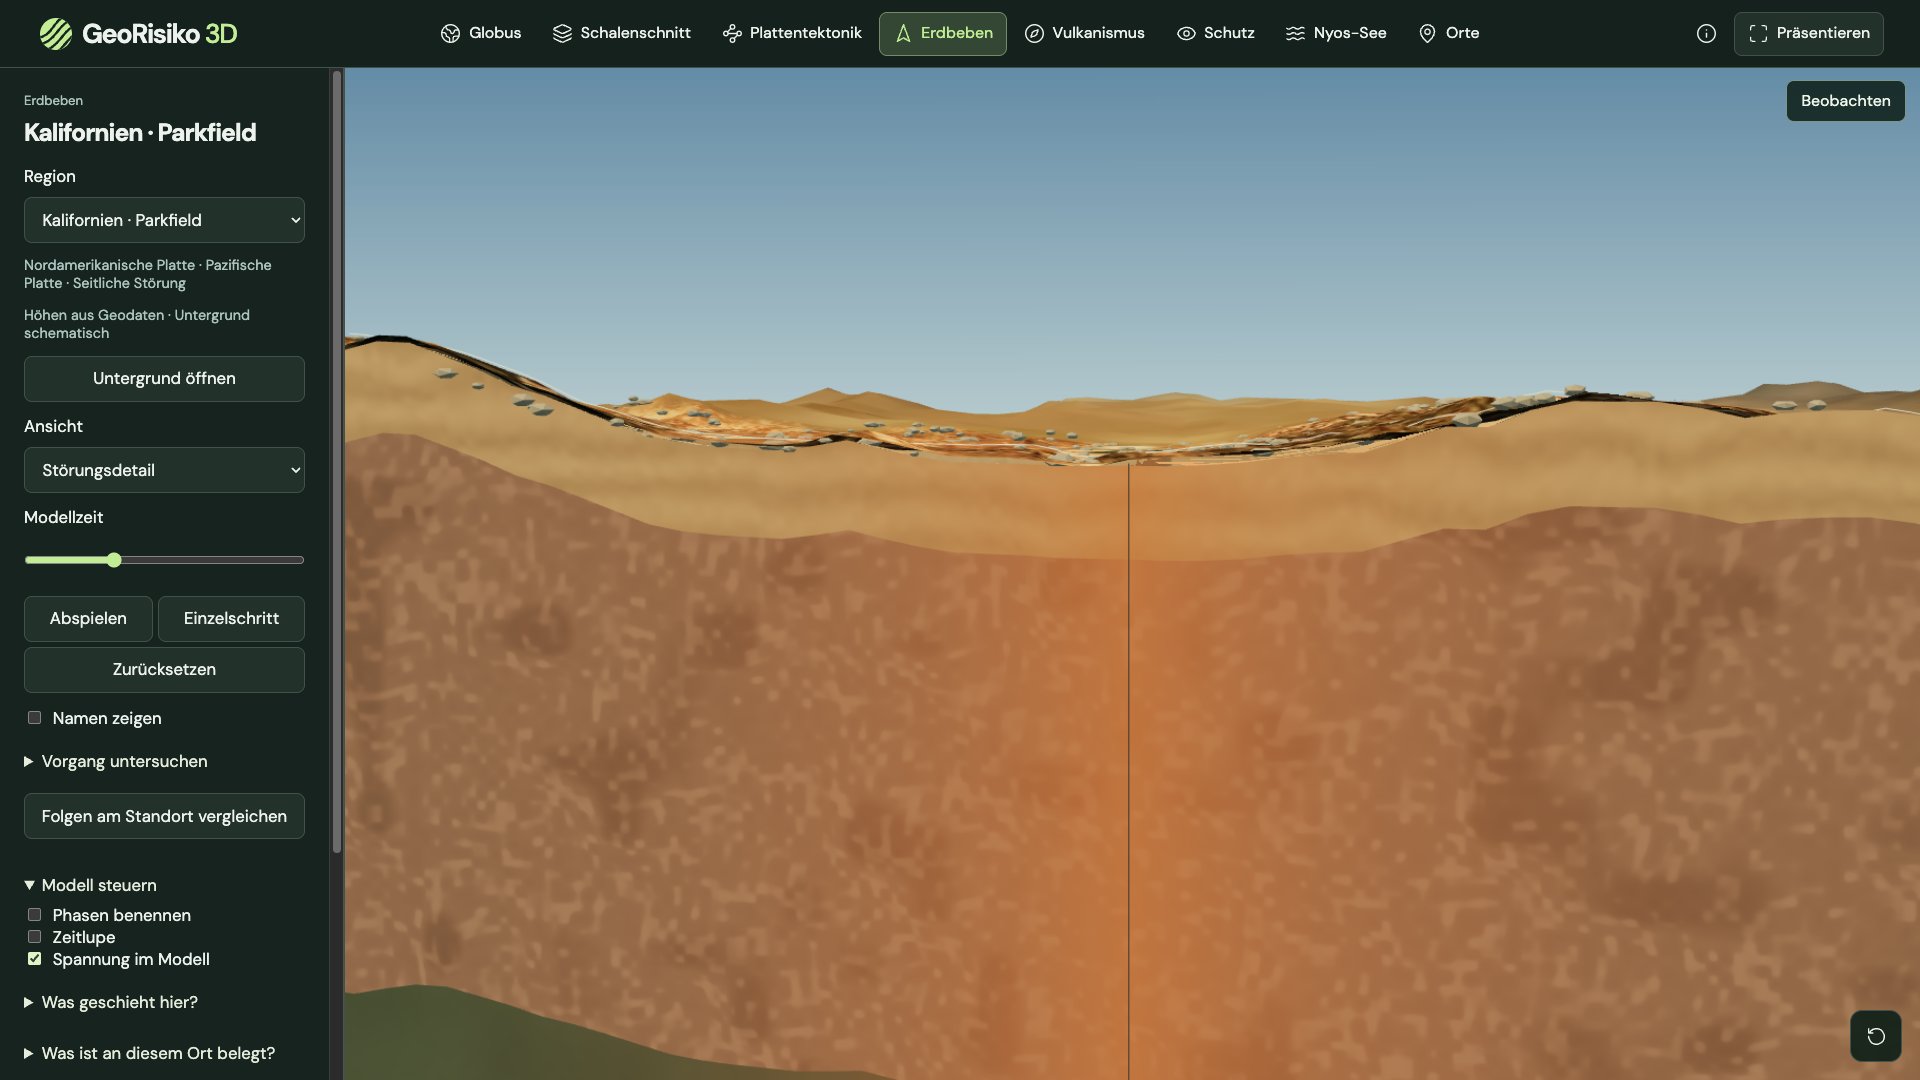 GeoRisiko 3D
Globus
Schalenschnitt
Plattentektonik
Erdbeben
Vulkanismus
Schutz
Nyos-See
Orte
Präsentieren
Erdbeben
Kalifornien · Parkfield
Region
Kalifornien · Parkfield
Nordamerikanische Platte · Pazifische
Platte · Seitliche Störung
Höhen aus Geodaten · Untergrund
schematisch
Untergrund öffnen
Ansicht
Störungsdetail
Modellzeit
Abspielen
Einzelschritt
Zurücksetzen
Namen zeigen
Vorgang untersuchen
Folgen am Standort vergleichen
Modell steuern
Phasen benennen
Zeitlupe
Spannung im Modell
Was geschieht hier?
Was ist an diesem Ort belegt?
Beobachten